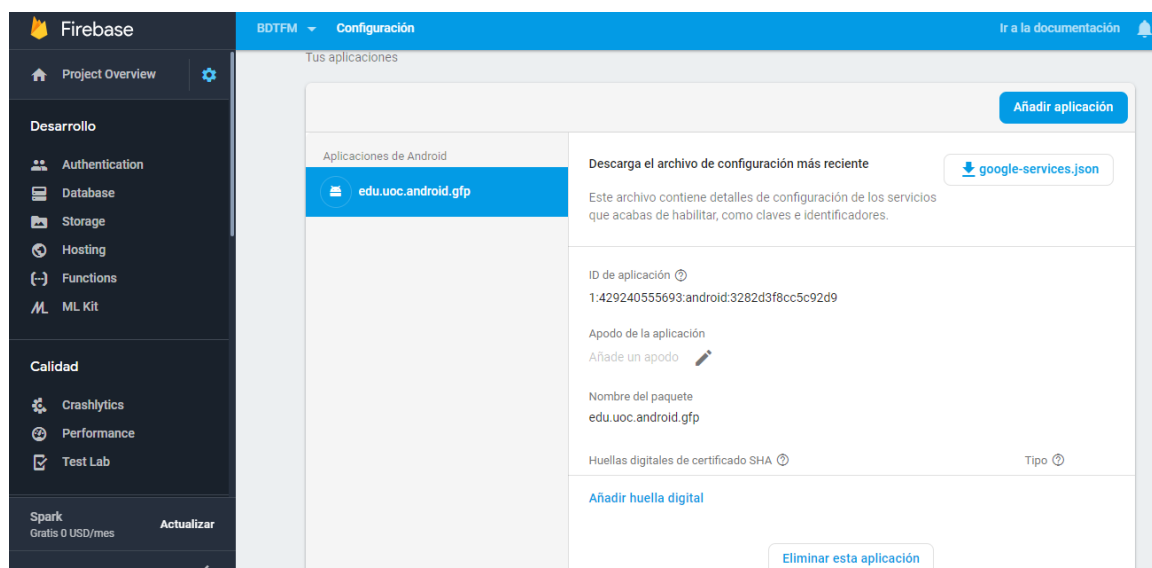 Firebase
BDTFM
Configuración
Ir a la documentación
Project Overview
Desarrollo
Authentication
Database
Storage
Hosting
Functions
ML Kit
Calidad
Crashlytics
Performance
Test Lab
Spark
Gratis 0 USD/mes
Actualizar
Tus aplicaciones
Añadir aplicación
Aplicaciones de Android
edu.uoc.android.gfp
Descarga el archivo de configuración más reciente
google-services.json
Este archivo contiene detalles de configuración de los servicios
que acabas de habilitar, como claves e identificadores.
ID de aplicación
1:429240555693:android:3282d3f8cc5c92d9
Apodo de la aplicación
Añade un apodo
Nombre del paquete
edu.uoc.android.gfp
Huellas digitales de certificado SHA
Tipo
Añadir huella digital
Eliminar esta aplicación